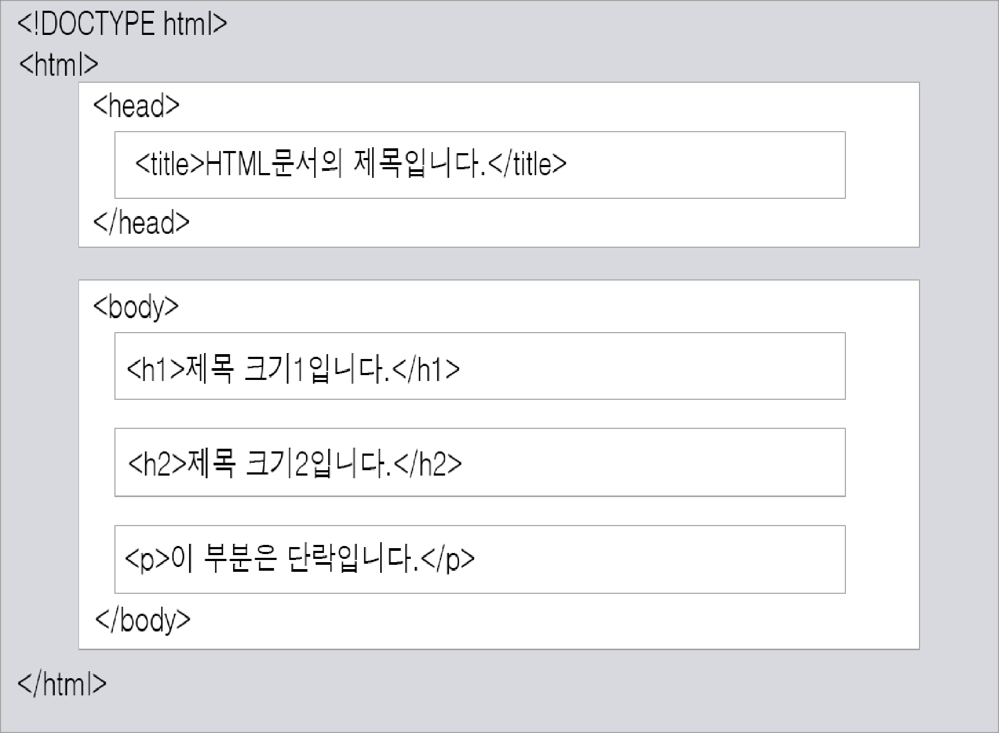 <!DOCTYPE html>
<html>
<head>
<title>HTML문서의 제목입니다.</title>
</head>
<body>
<h1>제목 크기1입니다.</h1>
<h2>제목 크기2입니다.</h2>
<p>이 부분은 단락입니다.</p>
</body>
</html>